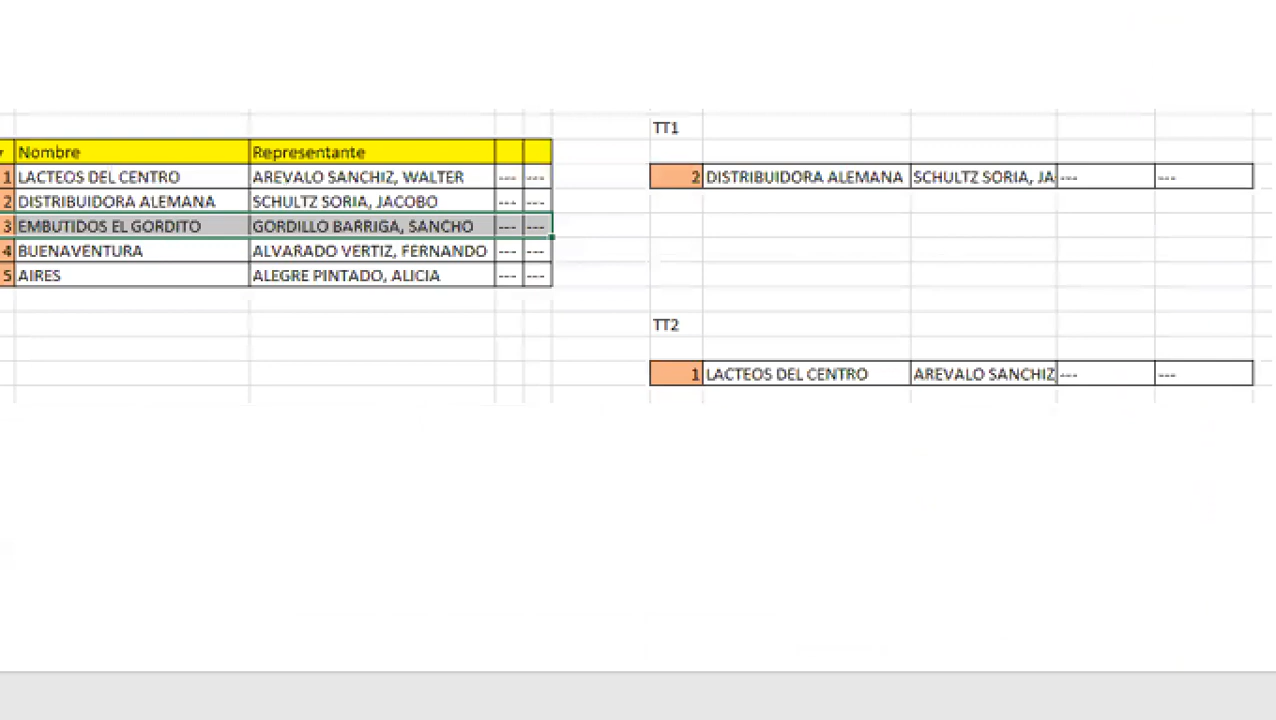 TT1
Nombre Representante
1 LACTEOS DEL CENTRO AREVALO SANCHIZ, WALTER --- ---
2 DISTRIBUIDORA ALEMANA SCHULTZ SORIA, JACOBO --- ---
3 EMBUTIDOS EL GORDITO GORDILLO BARRIGA, SANCHO --- ---
4 BUENAVENTURA ALVARADO VERTIZ, FERNANDO --- ---
5 AIRES ALEGRE PINTADO, ALICIA --- ---
2 DISTRIBUIDORA ALEMANA SCHULTZ SORIA, JA --- ---
TT2
1 LACTEOS DEL CENTRO AREVALO SANCHIZ --- ---